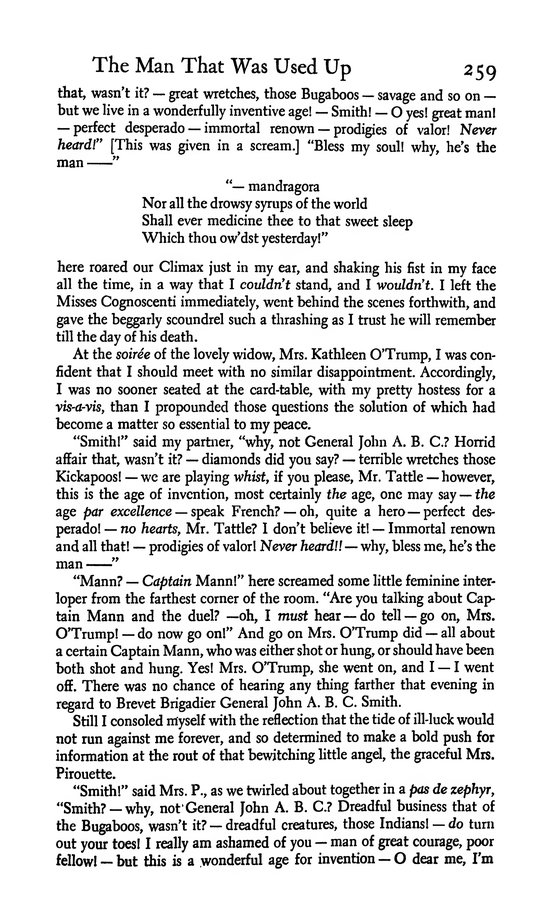 The Man That Was Used Up 259
that, wasn't it? — great wretches, those Bugaboos — savage and so on —
but we live in a wonderfully inventive age! — Smith! — O yes! great man!
— perfect desperado — immortal renown — prodigies of valor! Never
heard!" [This was given in a scream.] "Bless my soul! why, he's the
man ——"
"— mandragora
Nor all the drowsy syrups of the world
Shall ever medicine thee to that sweet sleep
Which thou ow'dst yesterday!"
here roared our Climax just in my ear, and shaking his fist in my face
all the time, in a way that I couldn't stand, and I wouldn't. I left the
Misses Cognoscenti immediately, went behind the scenes forthwith, and
gave the beggarly scoundrel such a thrashing as I trust he will remember
till the day of his death.
At the soirée of the lovely widow, Mrs. Kathleen O'Trump, I was con-
fident that I should meet with no similar disappointment. Accordingly,
I was no sooner seated at the card-table, with my pretty hostess for a
vis-a-vis, than I propounded those questions the solution of which had
become a matter so essential to my peace.
"Smith!" said my partner, "why, not General John A. B. C.? Horrid
affair that, wasn't it? — diamonds did you say? — terrible wretches those
Kickapoos! — we are playing whist, if you please, Mr. Tattle — however,
this is the age of invention, most certainly the age, one may say — the
age par excellence — speak French? — oh, quite a hero — perfect des-
perado! — no hearts, Mr. Tattle? I don't believe it! — Immortal renown
and all that! — prodigies of valor! Never heard!! — why, bless me, he's the
man ——"
"Mann? — Captain Mann!" here screamed some little feminine inter-
loper from the farthest corner of the room. "Are you talking about Cap-
tain Mann and the duel? —oh, I must hear — do tell — go on, Mrs.
O'Trump! — do now go on!" And go on Mrs. O'Trump did — all about
a certain Captain Mann, who was either shot or hung, or should have been
both shot and hung. Yes! Mrs. O'Trump, she went on, and I — I went
off. There was no chance of hearing any thing farther that evening in
regard to Brevet Brigadier General John A. B. C. Smith.
Still I consoled myself with the reflection that the tide of ill-luck would
not run against me forever, and so determined to make a bold push for
information at the rout of that bewitching little angel, the graceful Mrs.
Pirouette.
"Smith!" said Mrs. P., as we twirled about together in a pas de zephyr,
"Smith? — why, not General John A. B. C.? Dreadful business that of
the Bugaboos, wasn't it? — dreadful creatures, those Indians! — do turn
out your toes! I really am ashamed of you — man of great courage, poor
fellow! — but this is a wonderful age for invention — O dear me, I'm